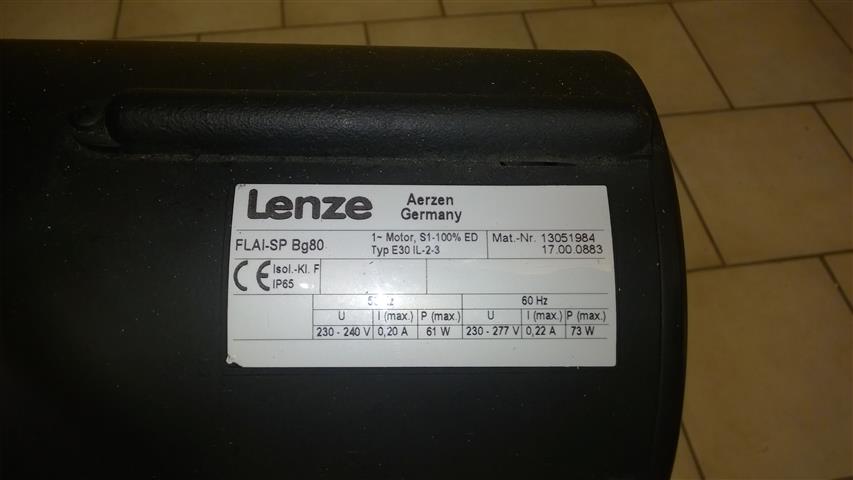 Lenze
Aerzen
Germany
FLAI-SP Bg80
1~ Motor, S1-100% ED
Typ E30 IL-2-3
Mat.-Nr. 13051984
17.00.0883
CE
Isol.-Kl. F
IP65
60 Hz
U I (max.) P (max.) U I (max.) P (max.)
230 - 240 V 0,20 A 61 W 230 - 277 V 0,22 A 73 W